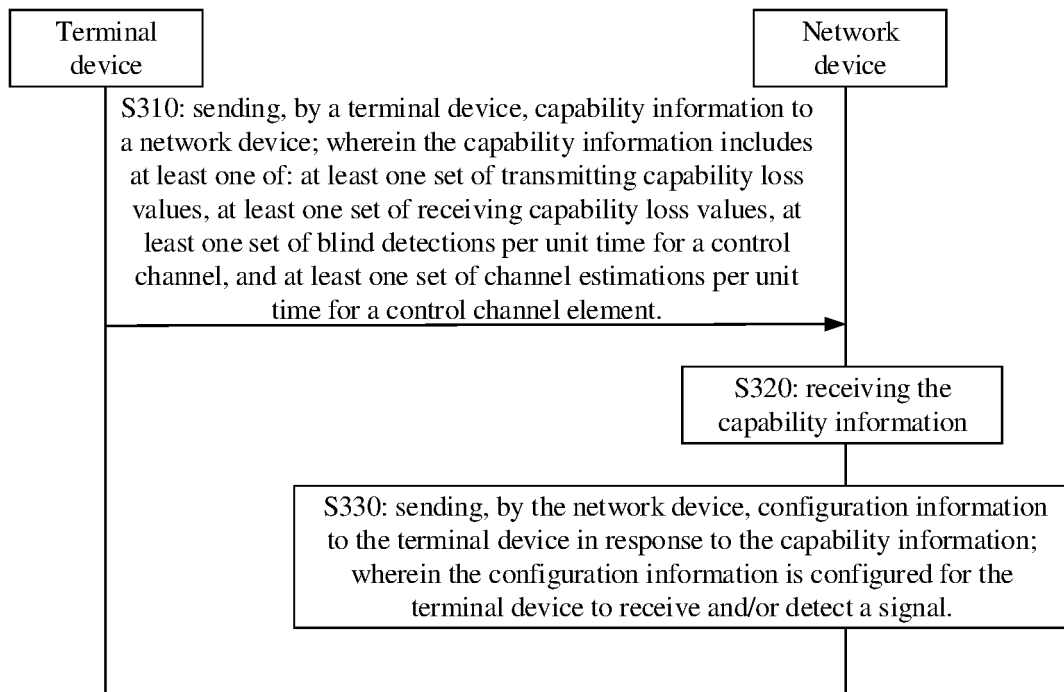 Terminal
device
Network
device
S310: sending, by a terminal device, capability information to
a network device; wherein the capability information includes
at least one of: at least one set of transmitting capability loss
values, at least one set of receiving capability loss values, at
least one set of blind detections per unit time for a control
channel, and at least one set of channel estimations per unit
time for a control channel element.
S320: receiving the
capability information
S330: sending, by the network device, configuration information
to the terminal device in response to the capability information;
wherein the configuration information is configured for the
terminal device to receive and/or detect a signal.